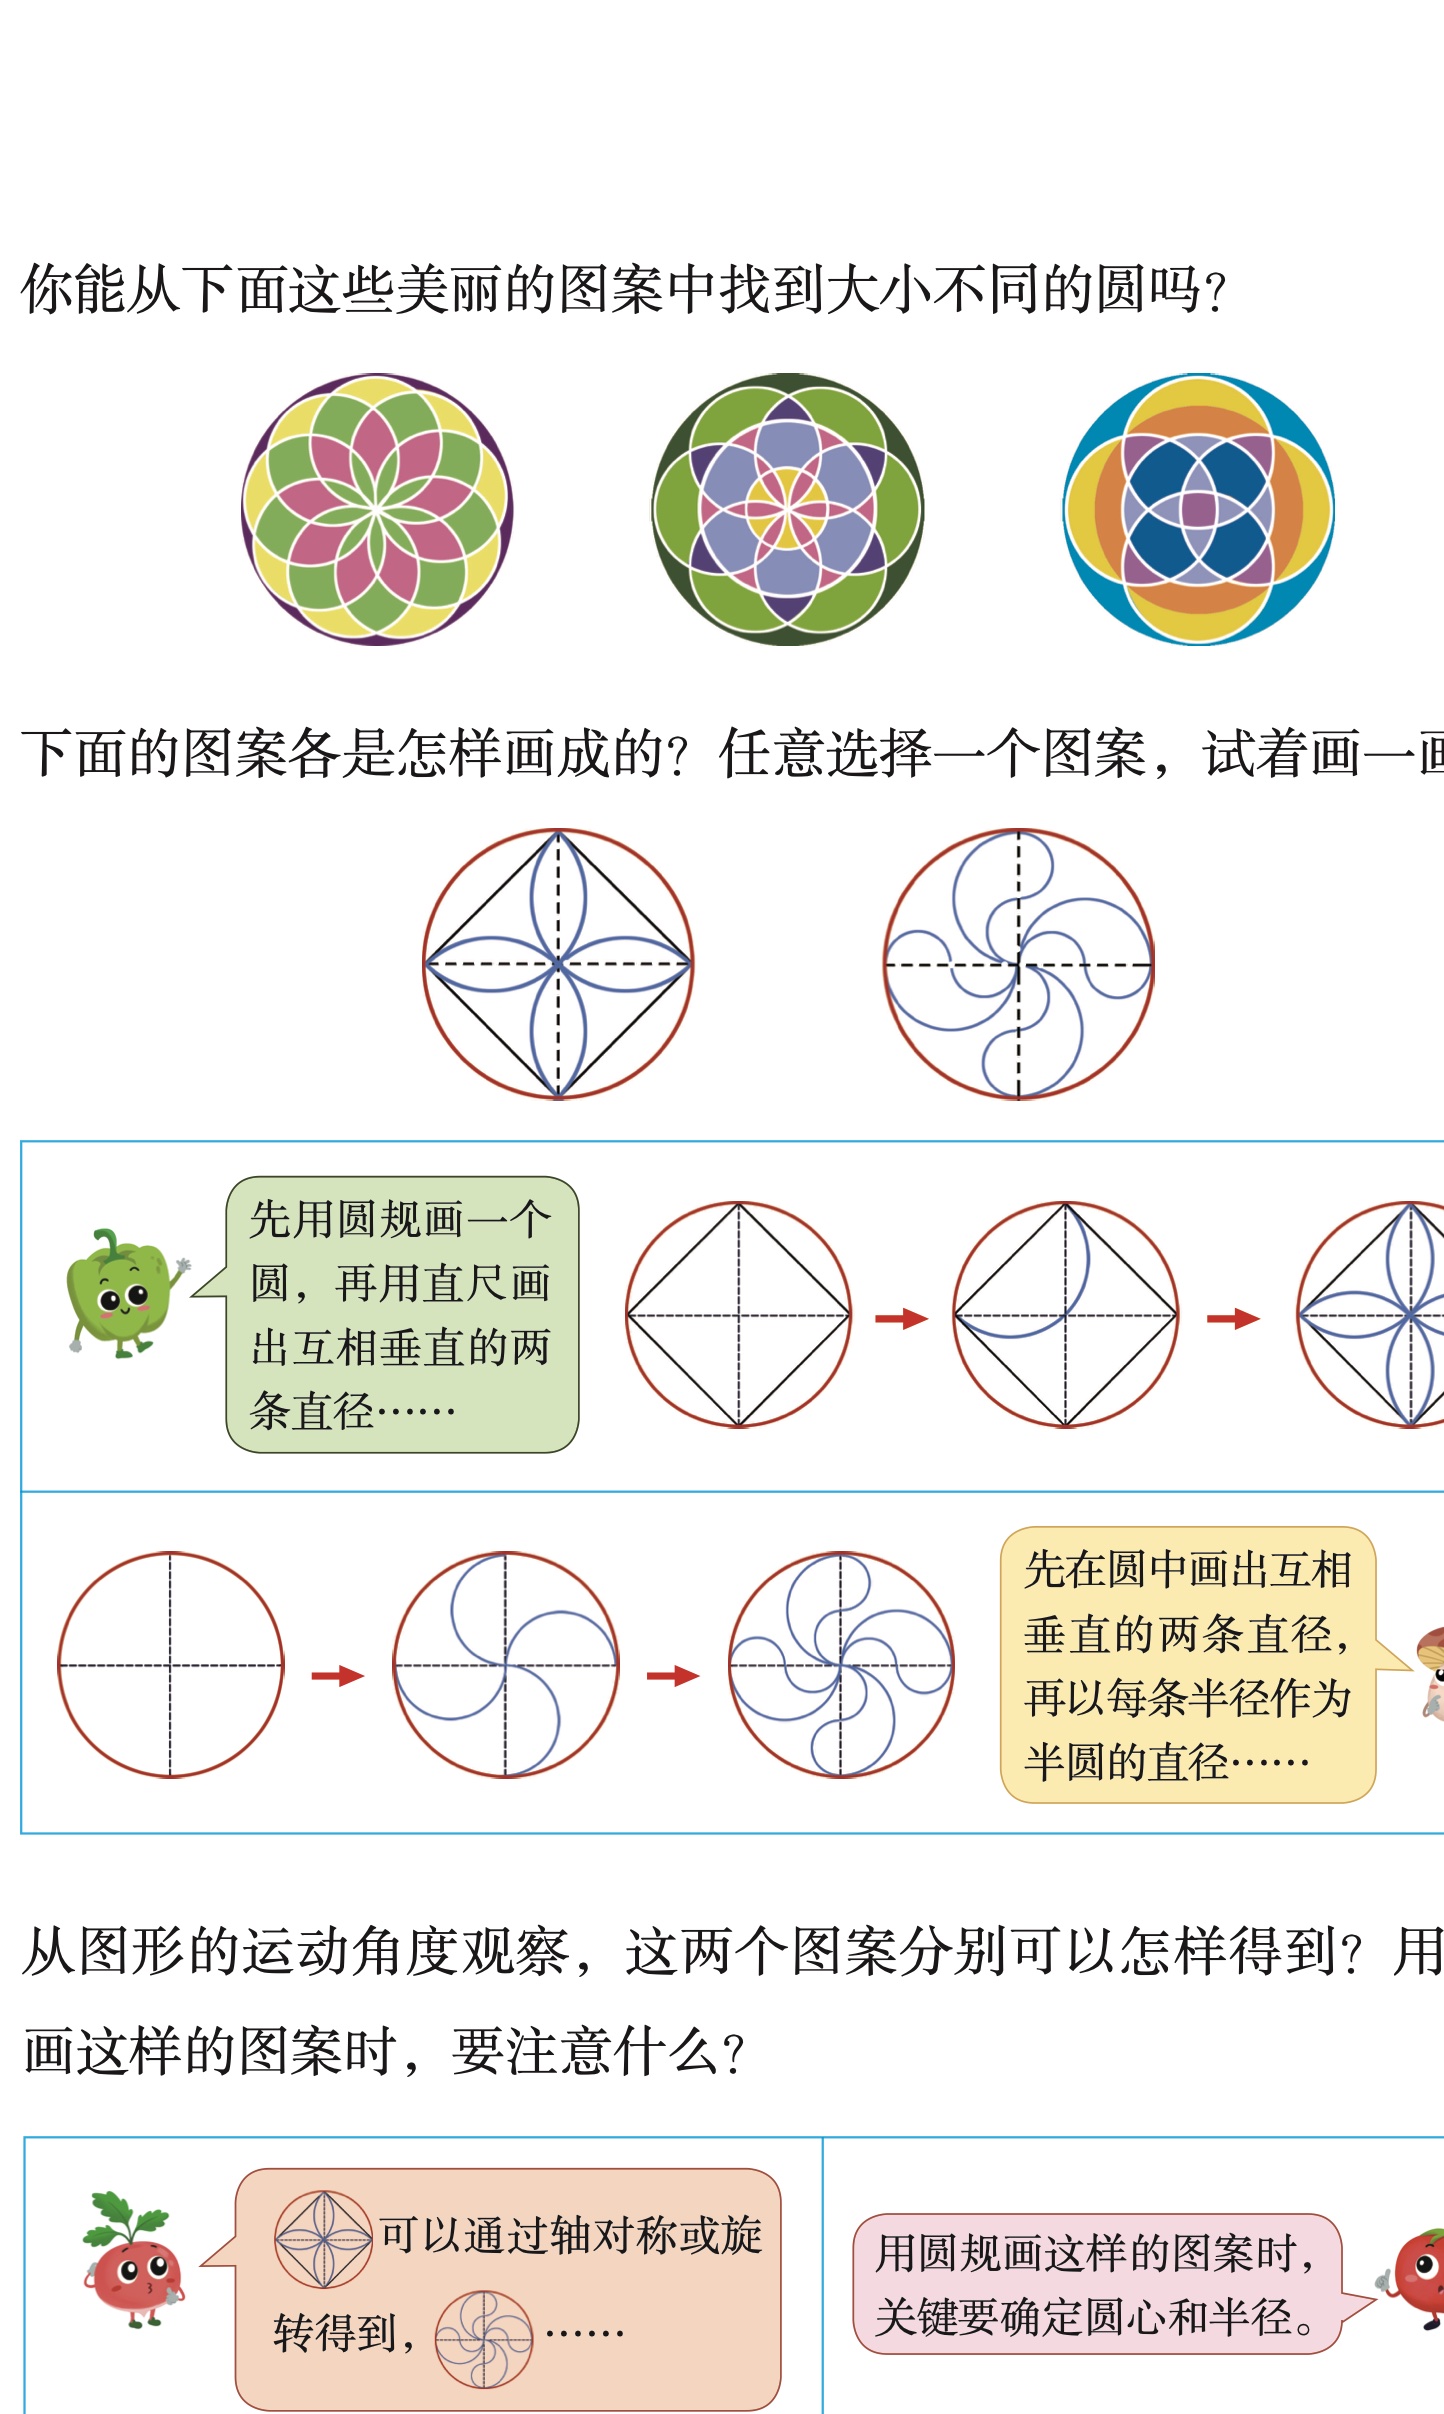 你能从下面这些美丽的图案中找到大小不同的圆吗？
下面的图案各是怎样画成的？任意选择一个图案，试着画一画
先用圆规画一个
圆，再用直尺画
出互相垂直的两
条直径……
先在圆中画出互相
垂直的两条直径，
再以每条半径作为
半圆的直径……
从图形的运动角度观察，这两个图案分别可以怎样得到？用
画这样的图案时，要注意什么？
可以通过轴对称或旋
转得到，……
用圆规画这样的图案时，
关键要确定圆心和半径。